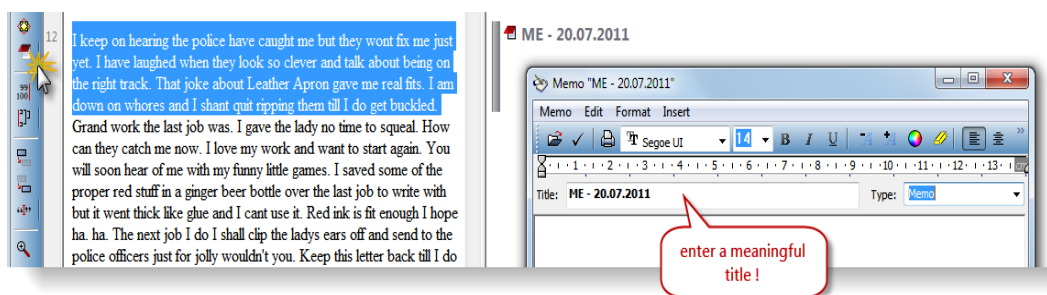 12
I keep on hearing the police have caught me but they wont fix me just
yet. I have laughed when they look so clever and talk about being on
the right track. That joke about Leather Apron gave me real fits. I am
down on whores and I shant quit ripping them till I do get buckled.
Grand work the last job was. I gave the lady no time to squeal. How
can they catch me now. I love my work and want to start again. You
will soon hear of me with my funny little games. I saved some of the
proper red stuff in a ginger beer bottle over the last job to write with
but it went thick like glue and I cant use it. Red ink is fit enough I hope
ha. ha. The next job I do I shall clip the ladys ears off and send to the
police officers just for jolly wouldn't you. Keep this letter back till I do
99
100
ME - 20.07.2011
Memo "ME - 20.07.2011"
Memo Edit Format Insert
Segoe UI 14 B I U
1 2 3 4 5 6 7 8 9 10 11 12 13
Title: ME - 20.07.2011 Type: Memo
enter a meaningful
title !